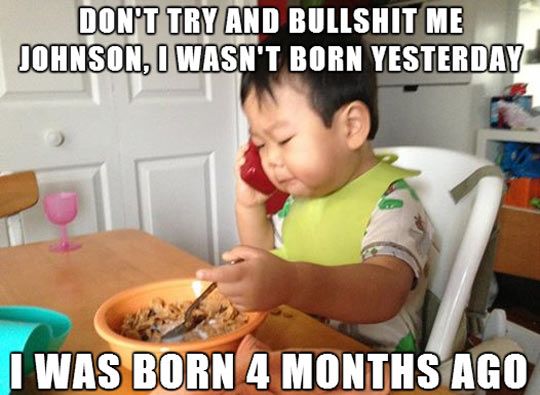 DON'T TRY AND BULLSHIT ME
JOHNSON, I WASN'T BORN YESTERDAY
I WAS BORN 4 MONTHS AGO